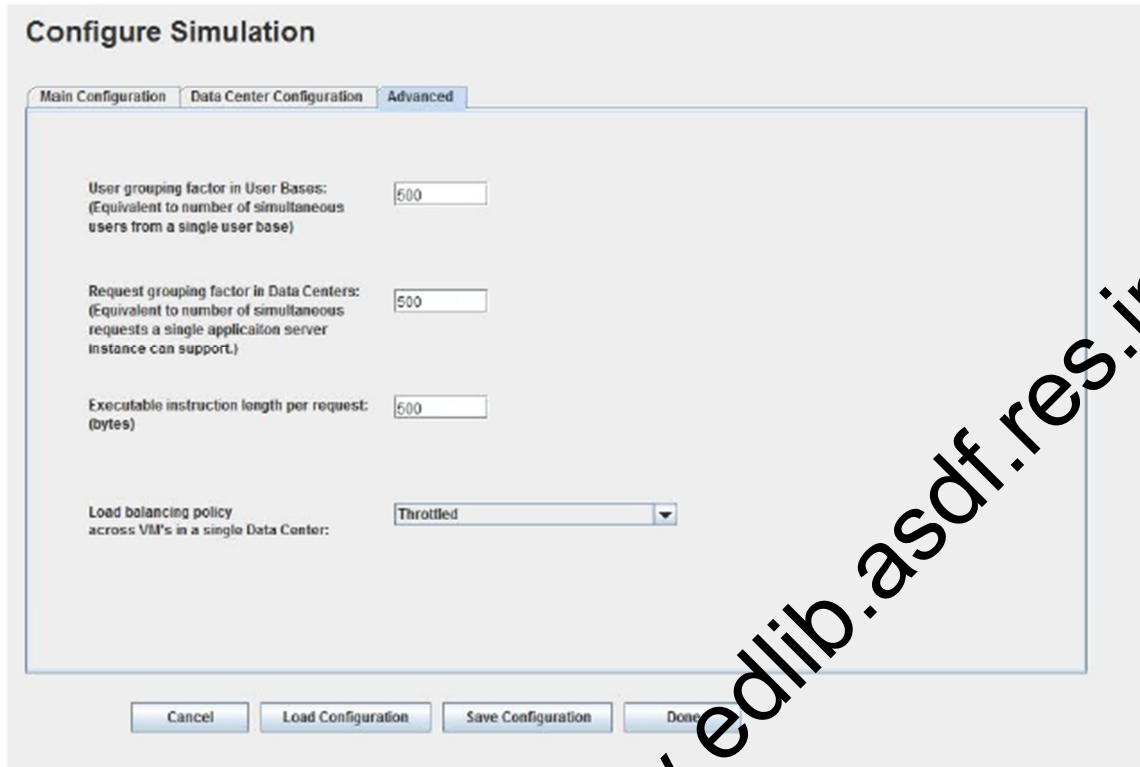 Configure Simulation
Main Configuration
Data Center Configuration
Advanced
User grouping factor in User Bases:
(Equivalent to number of simultaneous
users from a single user base)
500
Request grouping factor in Data Centers:
(Equivalent to number of simultaneous
requests a single applicaiton server
instance can support.)
500
Executable instruction length per request:
(bytes)
500
Load balancing policy
across VM's in a single Data Center:
Throttled
Cancel
Load Configuration
Save Configuration
Done
edlib.asdf.res.in